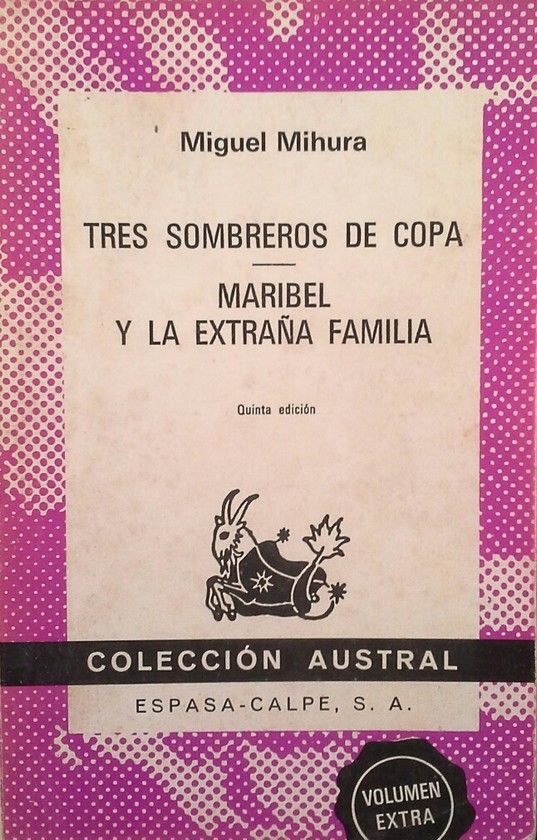 Miguel Mihura
TRES SOMBREROS DE COPA
MARIBEL
Y LA EXTRAÑA FAMILIA
Quinta edición
COLECCIÓN AUSTRAL
ESPASA-CALPE, S. A.
VOLUMEN
EXTRA